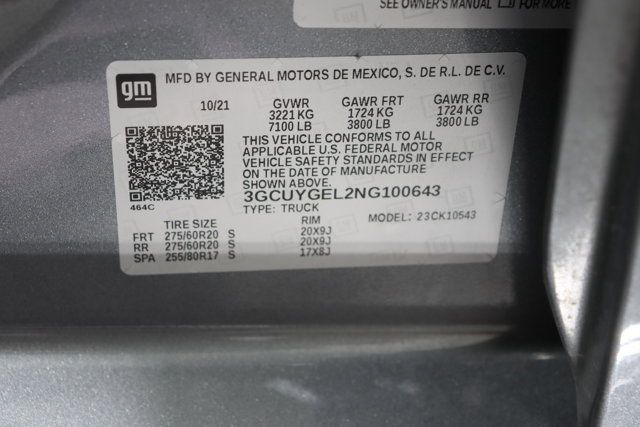 SEE OWNER'S MANUAL FOR MORE
gm
MFD BY GENERAL MOTORS DE MEXICO, S. DE R.L. DE C.V.
10/21 GVWR GAWR FRT GAWR RR
3221 KG 1724 KG 1724 KG
7100 LB 3800 LB 3800 LB
THIS VEHICLE CONFORMS TO ALL
APPLICABLE U.S. FEDERAL MOTOR
VEHICLE SAFETY STANDARDS IN EFFECT
ON THE DATE OF MANUFACTURE
SHOWN ABOVE.
3GCUYGEL2NG100643
464C
TYPE: TRUCK MODEL: 23CK10543
TIRE SIZE RIM
FRT 275/60R20 S 20X9J
RR 275/60R20 S 20X9J
SPA 255/80R17 S 17X8J